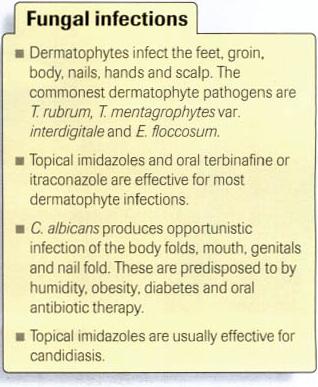 Fungal infections
■ Dermatophytes infect the feet, groin,
body, nails, hands and scalp. The
commonest dermatophyte pathogens are
T. rubrum, T. mentagrophytes var.
interdigitale and E. floccosum.
■ Topical imidazoles and oral terbinafine or
itraconazole are effective for most
dermatophyte infections.
■ C. albicans produces opportunistic
infection of the body folds, mouth, genitals
and nail fold. These are predisposed to by
humidity, obesity, diabetes and oral
antibiotic therapy.
■ Topical imidazoles are usually effective for
candidiasis.